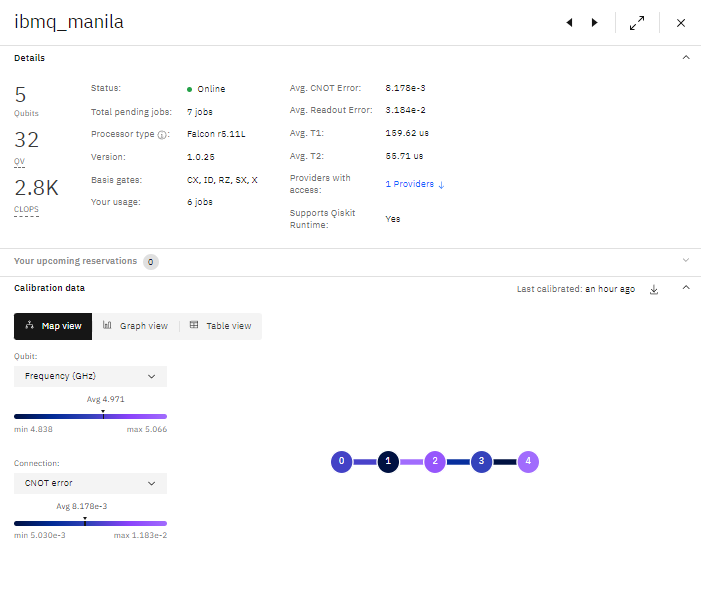 ibmq_manila
Details
5
Qubits
32
QV
2.8K
CLOPS
Status: Online
Total pending jobs: 7 jobs
Processor type: Falcon r5.11L
Version: 1.0.25
Basis gates: CX, ID, RZ, SX, X
Your usage: 6 jobs
Avg. CNOT Error: 8.178e-3
Avg. Readout Error: 3.184e-2
Avg. T1: 159.62 us
Avg. T2: 55.71 us
Providers with
access: 1 Providers ↓
Supports Qiskit
Runtime: Yes
Your upcoming reservations 0
Calibration data
Last calibrated: an hour ago
Map view Graph view Table view
Qubit:
Frequency (GHz)
Avg 4.971
min 4.838 max 5.066
Connection:
CNOT error
Avg 8.178e-3
min 5.030e-3 max 1.183e-2
0 1 2 3 4